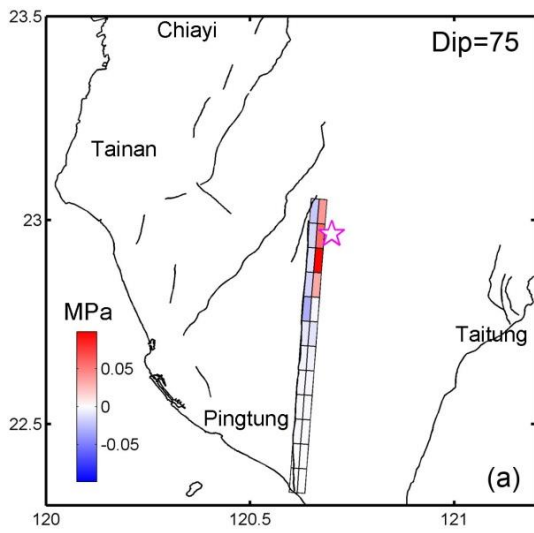 23.5
Chiayi
Dip=75
Tainan
23
MPa
0.05
0
-0.05
Taitung
22.5
Pingtung
(a)
120
120.5
121